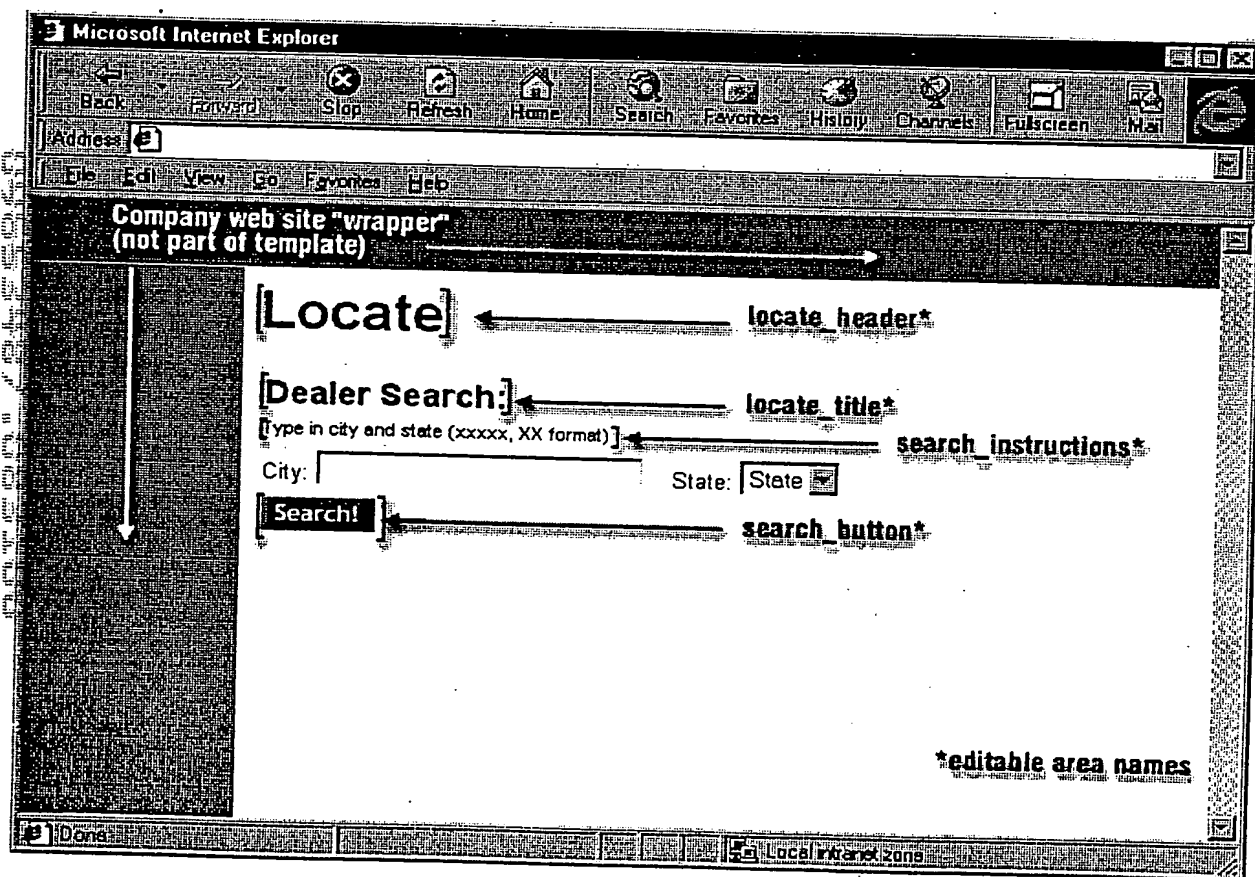 Microsoft Internet Explorer
Back Forward Stop Refresh Home Search Favorites History Channels Fullscreen Mail
Address
File Edit View Go Favorites Help
Company web site "wrapper"
(not part of template)
[Locate] locate_header*
[Dealer Search:] locate_title*
[Type in city and state (xxxxx, XX format)] search_instructions*
City: State: State
[Search!] search_button*
*editable area names
Done Local intranet zone